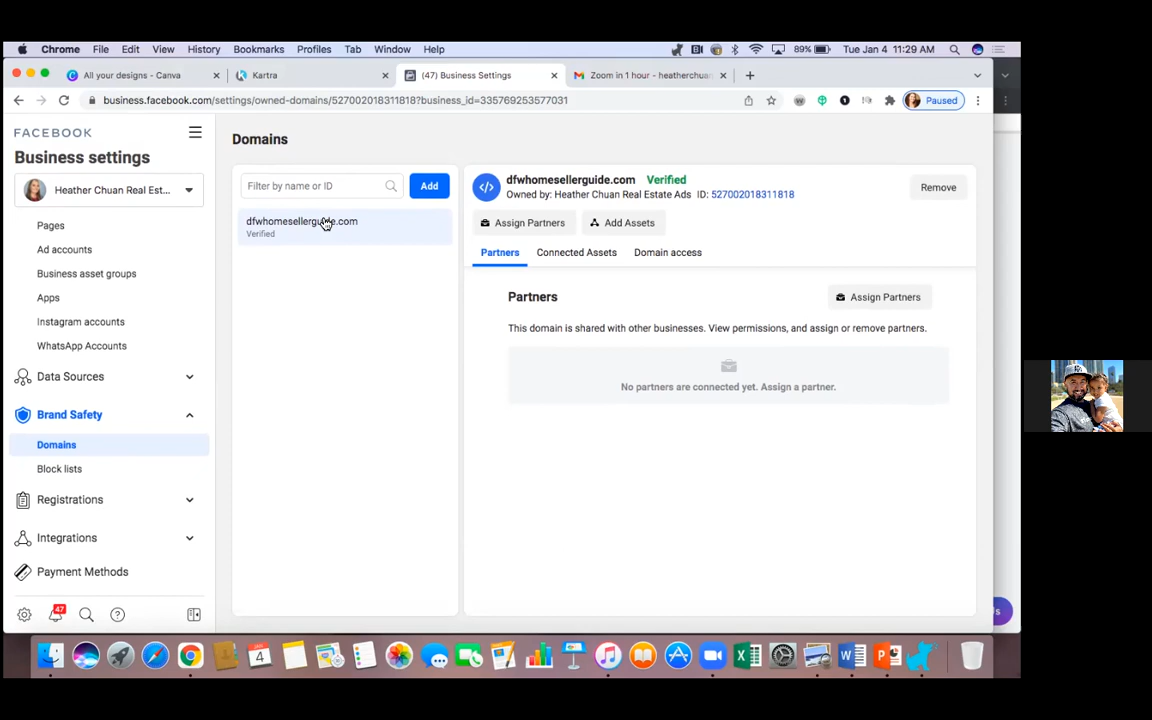 Chrome File Edit View History Bookmarks Profiles Tab Window Help 89% Tue Jan 4 11:29 AM
All your designs - Canva
Kartra
(47) Business Settings
Zoom in 1 hour - heatherchuan
business.facebook.com/settings/owned-domains/527002018311818?business_id=335769253577031
Paused
FACEBOOK
Business settings
Heather Chuan Real Est...
Pages
Ad accounts
Business asset groups
Apps
Instagram accounts
WhatsApp Accounts
Data Sources
Brand Safety
Domains
Block lists
Registrations
Integrations
Payment Methods
47
Domains
Filter by name or ID
Add
dfwhomesellerguide.com
Verified
dfwhomesellerguide.com Verified
Owned by: Heather Chuan Real Estate Ads ID: 527002018311818
Remove
Assign Partners
Add Assets
Partners
Connected Assets
Domain access
Partners
Assign Partners
This domain is shared with other businesses. View permissions, and assign or remove partners.
No partners are connected yet. Assign a partner.
4